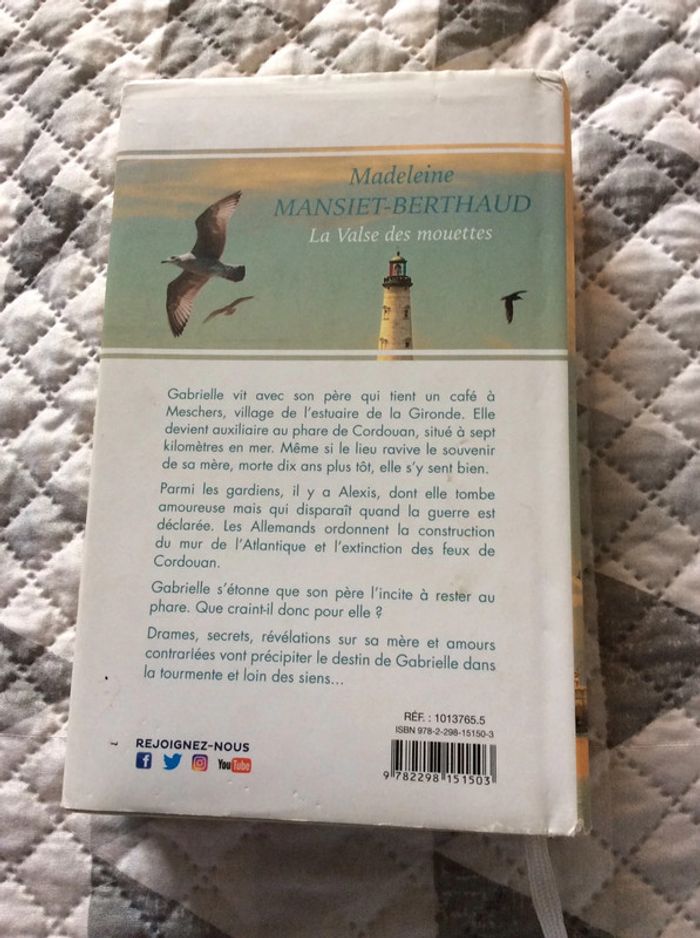 Madeleine
MANSIET-BERTHAUD
La Valse des mouettes
Gabrielle vit avec son père qui tient un café à
Meschers, village de l'estuaire de la Gironde. Elle
devient auxiliaire au phare de Cordouan, situé à sept
kilomètres en mer. Même si le lieu ravive le souvenir
de sa mère, morte dix ans plus tôt, elle s'y sent bien.
Parmi les gardiens, il y a Alexis, dont elle tombe
amoureuse mais qui disparaît quand la guerre est
déclarée. Les Allemands ordonnent la construction
du mur de l'Atlantique et l'extinction des feux de
Cordouan.
Gabrielle s'étonne que son père l'incite à rester au
phare. Que craint-il donc pour elle ?
Drames, secrets, révélations sur sa mère et amours
contrariées vont précipiter le destin de Gabrielle dans
la tourmente et loin des siens...
RÉF. : 1013765.5
ISBN 978-2-298-15150-3
9 782298 151503
REJOIGNEZ-NOUS
f You Tube